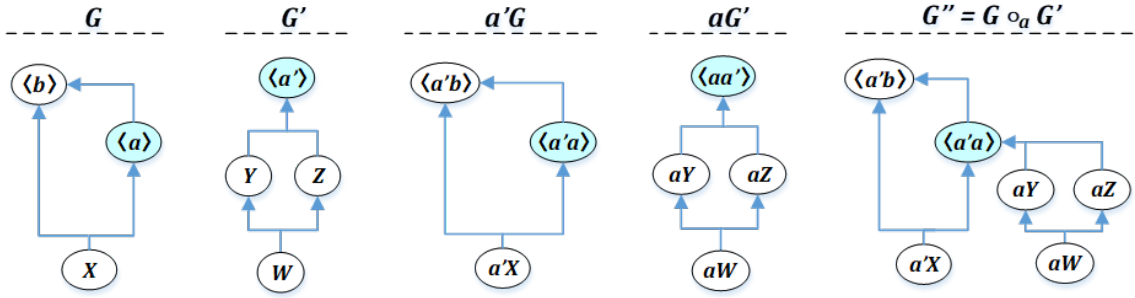 G G' a'G aG' G'' = G ∘a G'
⟨b⟩ ⟨a'⟩ ⟨a'b⟩ ⟨aa'⟩ ⟨a'b⟩
⟨a⟩ ⟨a'a⟩ ⟨a'a⟩
Y Z aY aZ aY aZ
X W a'X aW a'X aW